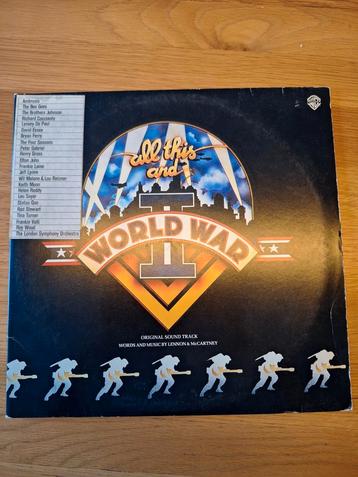 Ambrosia
The Bee Gees
The Brothers Johnson
Richard Cocciante
Lynsey De Paul
David Essex
Bryan Ferry
The Four Seasons
Peter Gabriel
Henry Gross
Elton John
Frankie Laine
Jeff Lynne
Will Malone & Lou Reizner
Keith Moon
Helen Reddy
Leo Sayer
Status Quo
Rod Stewart
Tina Turner
Frankie Valli
Roy Wood
The London Symphony Orchestra
all this
and
WORLD WAR
II
ORIGINAL SOUND TRACK
WORDS AND MUSIC BY LENNON & McCARTNEY